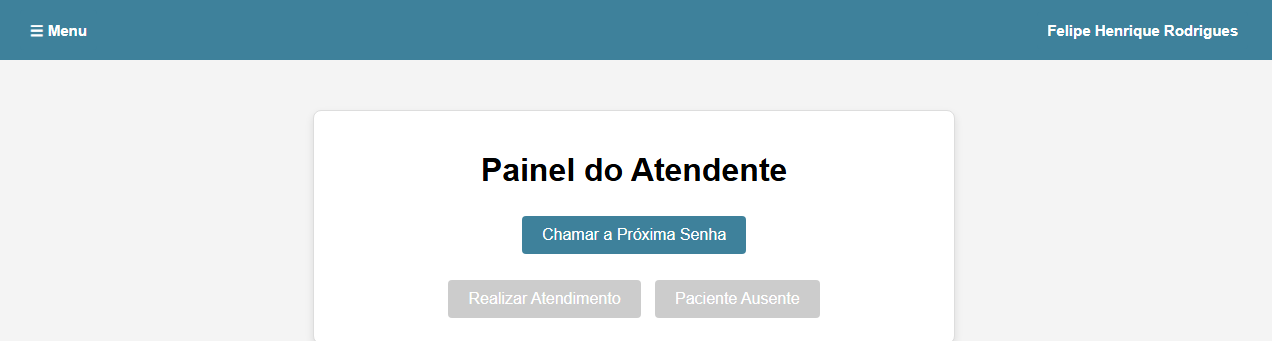 ☰ Menu
Felipe Henrique Rodrigues
Painel do Atendente
Chamar a Próxima Senha
Realizar Atendimento
Paciente Ausente